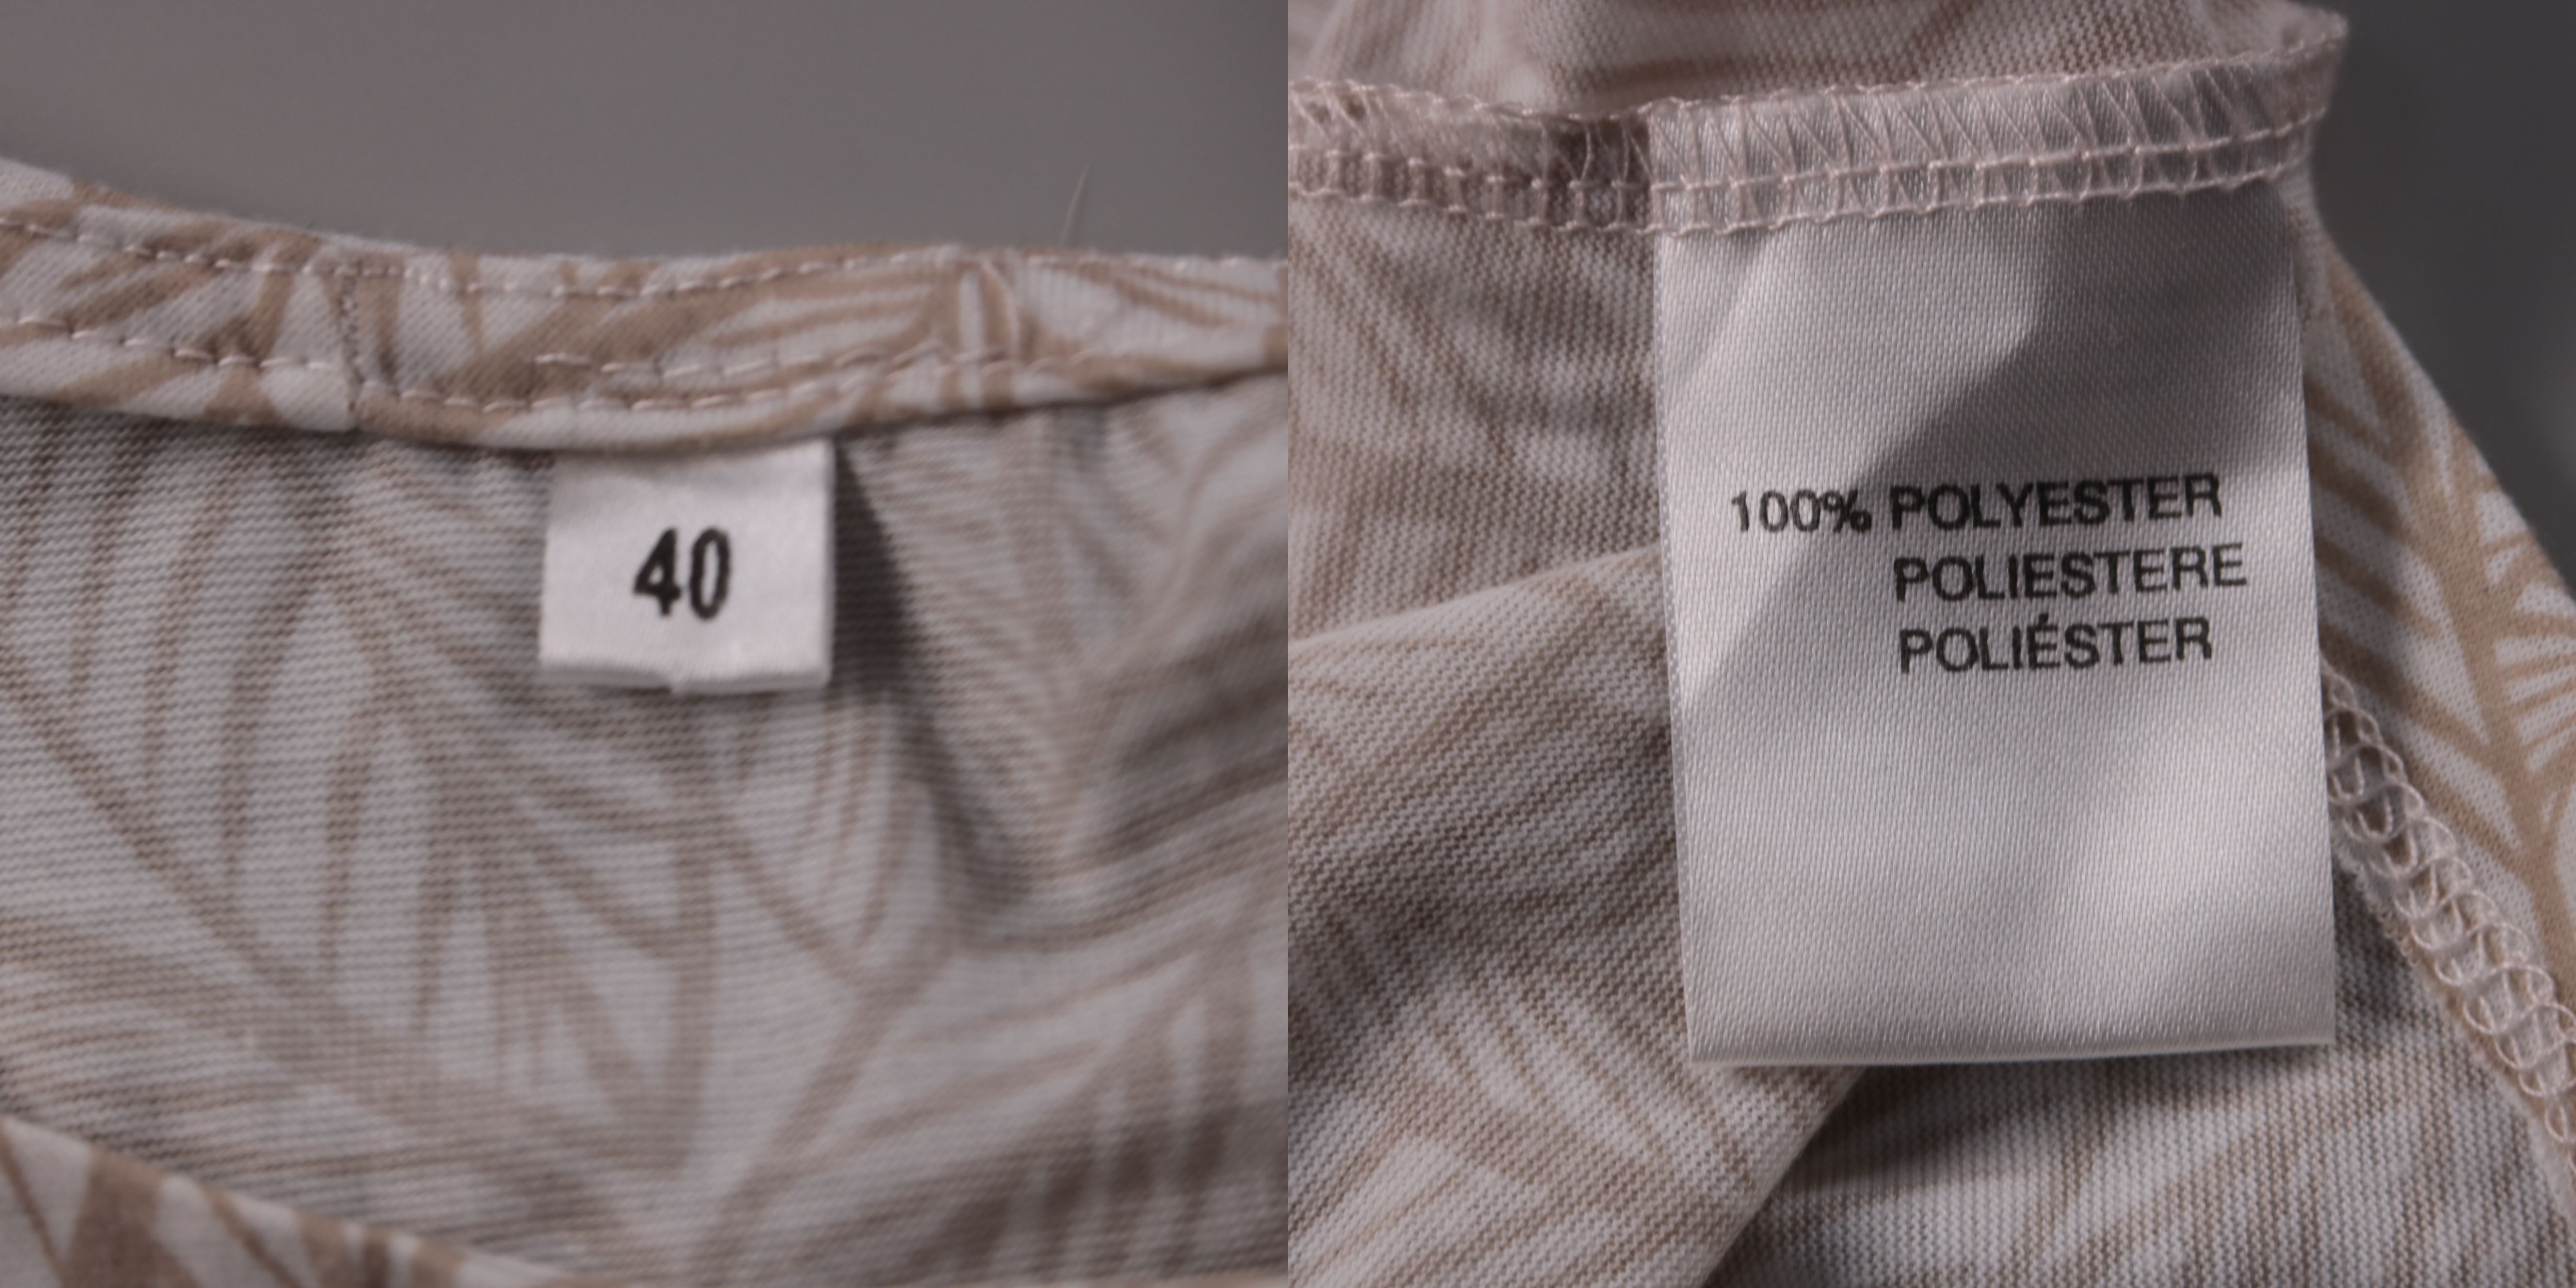 40
100% POLYESTER
POLIESTERE
POLIÉSTER